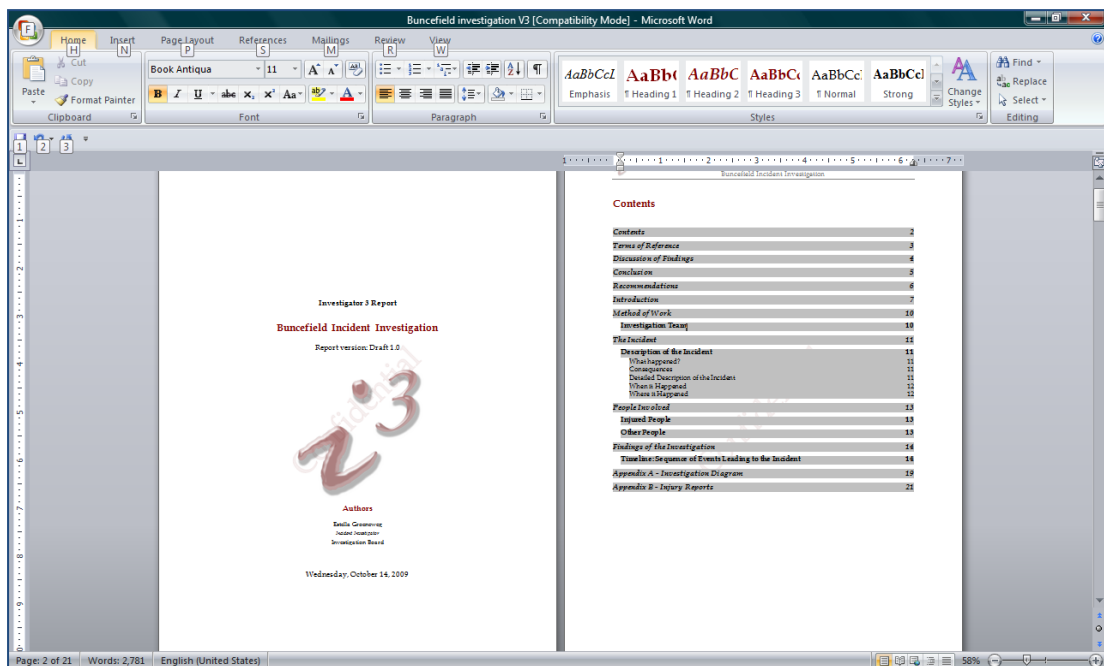 Buncefield investigation V3 [Compatibility Mode] - Microsoft Word
F
Home Insert Page Layout References Mailings Review View
H N P S M R W
Cut
Copy
Format Painter
Paste
Clipboard
Book Antiqua 11
Font
Paragraph
AaBbCcL AaBb( AaBbC AaBbC AaBbCc AaBbCcl
Emphasis ¶ Heading 1 ¶ Heading 2 ¶ Heading 3 ¶ Normal Strong
Change Styles
Styles
Find
Replace
Select
Editing
1 2 3
Investigator 3 Report
Buncefield Incident Investigation
Report version: Draft 1.0
Confidential
i3
Authors
Incident Investigator
Investigation Board
Wednesday, October 14, 2009
Buncefield Incident Investigation
Contents
Contents 2
Terms of Reference 3
Discussion of Findings 4
Conclusion 5
Recommendations 6
Introduction 7
Method of Work 10
Investigation Team 10
The Incident 11
Description of the Incident 11
What happened? 11
Consequences 11
Detailed Description of the Incident 11
When it Happened 12
Where it Happened 12
People Involved 13
Injured People 13
Other People 13
Findings of the Investigation 14
Timeline: Sequence of Events Leading to the Incident 14
Appendix A - Investigation Diagram 19
Appendix B - Injury Reports 21
Page: 2 of 21 Words: 2,781 English (United States) 58%